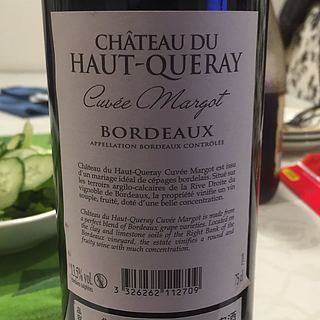 CHÂTEAU DU
HAUT-QUERAY
Cuvée Margot
BORDEAUX
APPELLATION BORDEAUX CONTRÔLÉE
Château du Haut-Queray Cuvée Margot est issu
d'un mariage idéal de cépages bordelais. Situé sur
les terroirs argilo-calcaires de la Rive Droite du
vignoble de Bordeaux, la propriété vinifie un vin
souple, fruité, doté d'une belle concentration.
Château du Haut-Queray Cuvée Margot is made from
a perfect blend of Bordeaux grape varieties. Located on
the clay and limestone soils of the Right Bank of the
Bordeaux vineyard, the estate vinifies a round and
fruity wine with much concentration.
13,5% vol.
75 cl
3 326262 112709